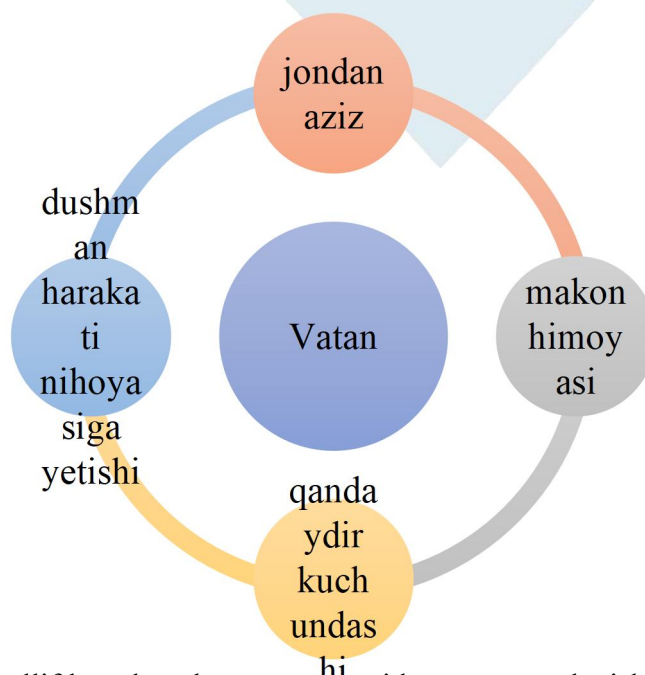 jondan
aziz
dushm
an
haraka
ti
nihoya
siga
yetishi
Vatan
makon
himoy
asi
qanda
ydir
kuch
undas
hi